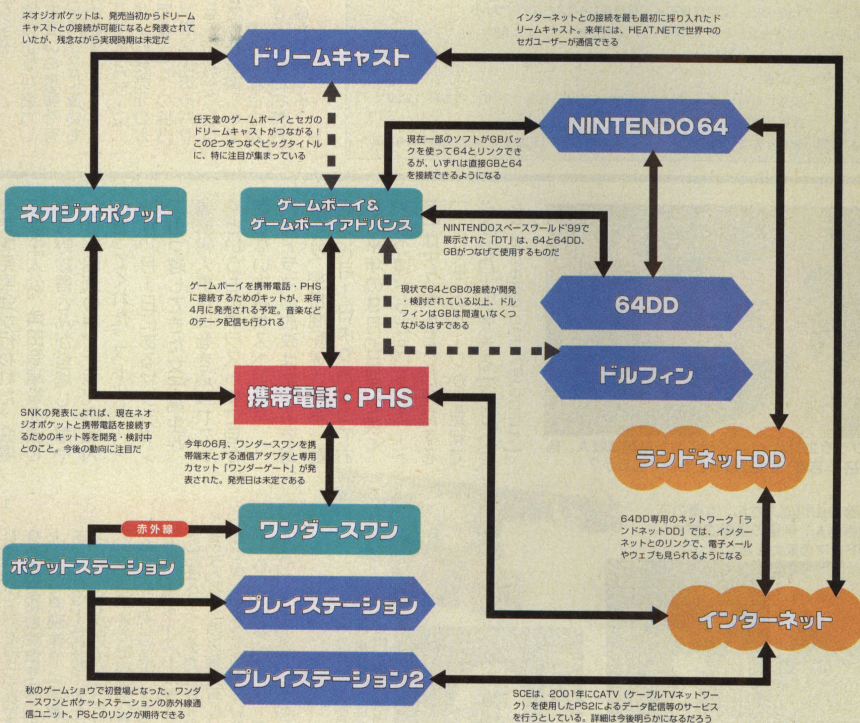 ネオジオポケットは、発売当初からドリーム
キャストとの接続が可能になると発表されて
いたが、残念ながら実現時期は未定だ
インターネットとの接続を最も最初に採り入れたド
リームキャスト。来年には、HEAT.NETで世界中の
セガユーザーが通信できる
ドリームキャスト
任天堂のゲームボーイとセガの
ドリームキャストがつながる!
この2つをつなぐビッグタイトル
に、特に注目が集まっている
現在一部のソフトがGBパッ
クを使って64とリンクでき
るが、いずれは直接GBと64
を接続できるようになる
NINTENDO 64
ネオジオポケット
ゲームボーイ&
ゲームボーイアドバンス
NINTENDOスペースワールド'99で
展示された「DT」は、64と64DD、
GBがつなげて使用するものだ
ゲームボーイを携帯電話・PHS
に接続するためのキットが、来年
4月に発売される予定。音楽など
のデータ配信も行われる
現状で64とGBの接続が開発
・検討されている以上、ドル
フィンはGBは間違いなくつ
ながるはずである
64DD
ドルフィン
携帯電話・PHS
SNKの発表によれば、現在ネオ
ジオポケットと携帯電話を接続す
るためのキット等を開発・検討中
とのこと。今後の動向に注目だ
今年の6月、ワンダースワンを携
帯端末とする通信アダプタと専用
カセット「ワンダーゲート」が発
表された。発売日は未定である
ランドネットDD
赤外線
ワンダースワン
64DD専用のネットワーク「ラ
ンドネットDD」では、インター
ネットとのリンクで、電子メール
やウェブも見られるようになる
ポケットステーション
プレイステーション
インターネット
プレイステーション2
秋のゲームショウで初登場となった、ワンダ
ースワンとポケットステーションの赤外線通
信ユニット。PSとのリンクが期待できる
SCEは、2001年にCATV(ケーブルTVネットワー
ク)を使用したPS2によるデータ配信等のサービス
を行うとしている。詳細は今後明らかになるだろう